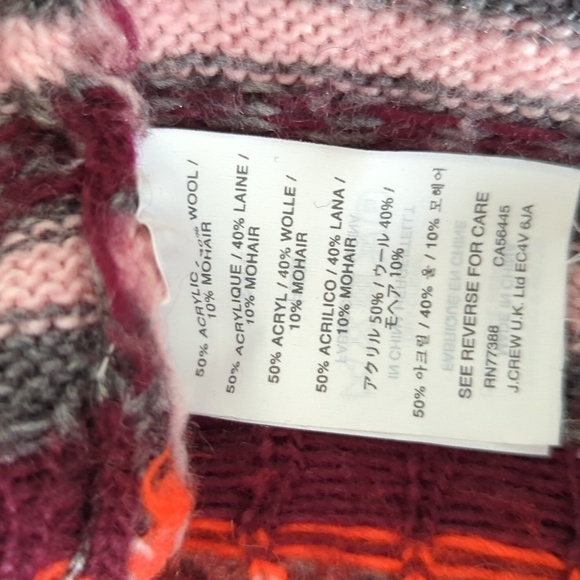 50% ACRYLIC WOOL /
10% MOHAIR
50% ACRYLIQUE / 40% LAINE /
10% MOHAIR
50% ACRYL / 40% WOLLE /
10% MOHAIR
50% ACRILICO / 40% LANA /
10% MOHAIR
アクリル 50% / ウール 40% /
モヘア 10%
50% 아크릴 / 40% 울 / 10% 모헤어
SEE REVERSE FOR CARE
RN77388 CA56445
J.CREW U.K. Ltd EC4V 6JA